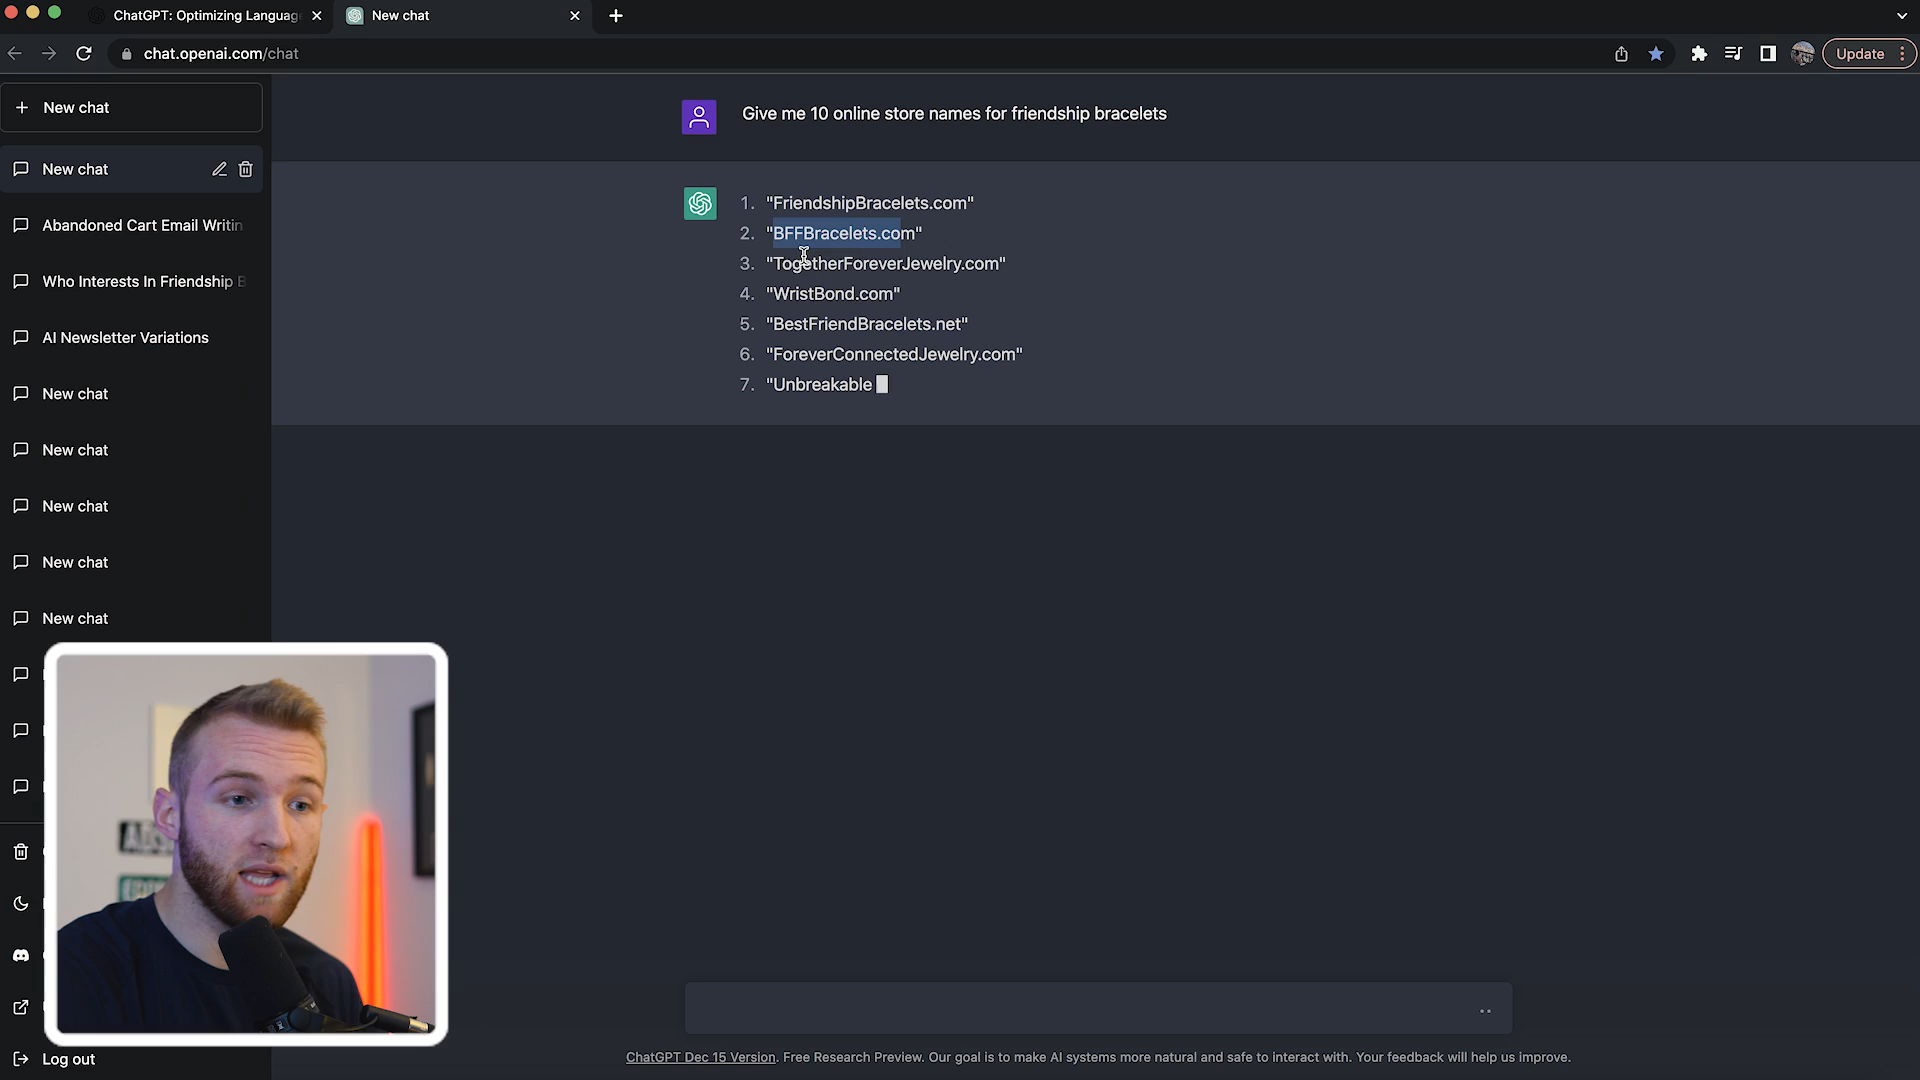 ChatGPT: Optimizing Languag
New chat
chat.openai.com/chat
Update
New chat
New chat
Abandoned Cart Email Writin
Who Interests In Friendship B
AI Newsletter Variations
New chat
New chat
New chat
New chat
New chat
Log out
Give me 10 online store names for friendship bracelets
1. "FriendshipBracelets.com"
2. "BFFBracelets.com"
3. "TogetherForeverJewelry.com"
4. "WristBond.com"
5. "BestFriendBracelets.net"
6. "ForeverConnectedJewelry.com"
7. "Unbreakable
ChatGPT Dec 15 Version. Free Research Preview. Our goal is to make AI systems more natural and safe to interact with. Your feedback will help us improve.